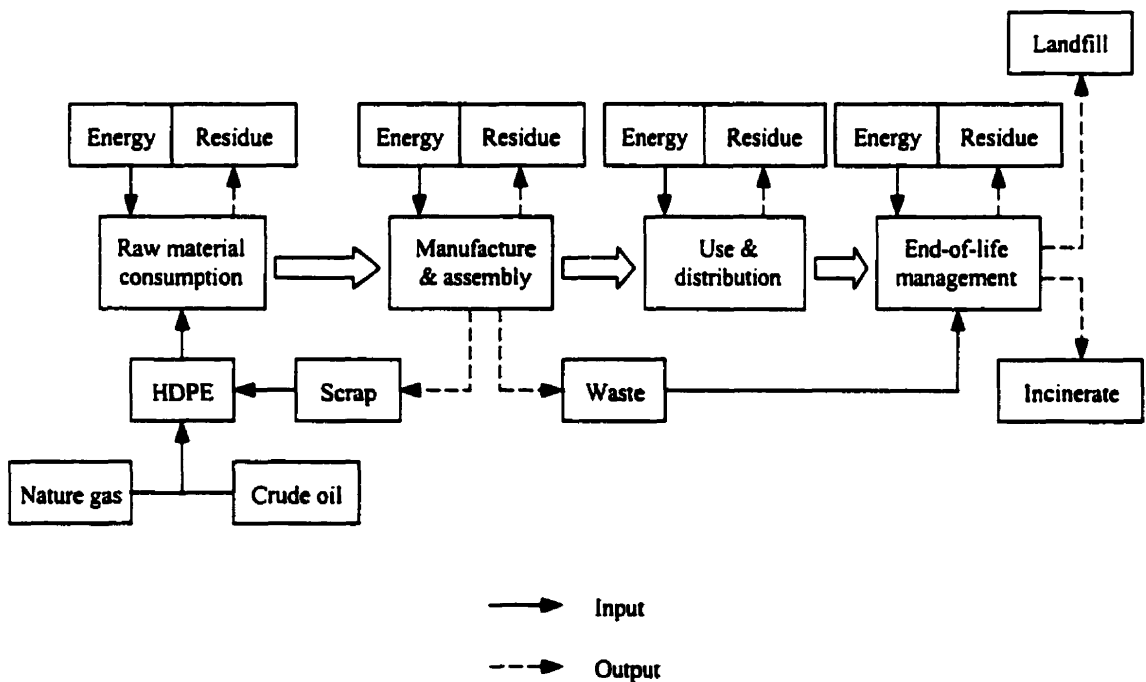 Landfill
Energy Residue
Energy Residue
Energy Residue
Energy Residue
Raw material
consumption
Manufacture
& assembly
Use &
distribution
End-of-life
management
HDPE
Scrap
Waste
Incinerate
Nature gas
Crude oil
Input
Output